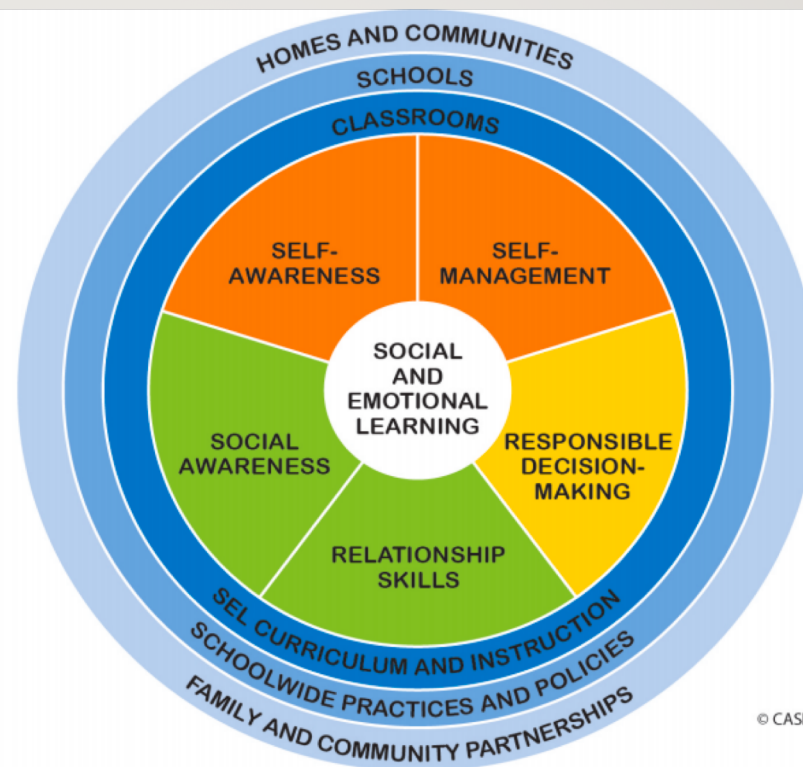 HOMES AND COMMUNITIES
SCHOOLS
CLASSROOMS
SELF-
AWARENESS
SELF-
MANAGEMENT
SOCIAL
AND
EMOTIONAL
LEARNING
SOCIAL
AWARENESS
RESPONSIBLE
DECISION-
MAKING
RELATIONSHIP
SKILLS
SEL CURRICULUM AND INSTRUCTION
SCHOOLWIDE PRACTICES AND POLICIES
FAMILY AND COMMUNITY PARTNERSHIPS
©